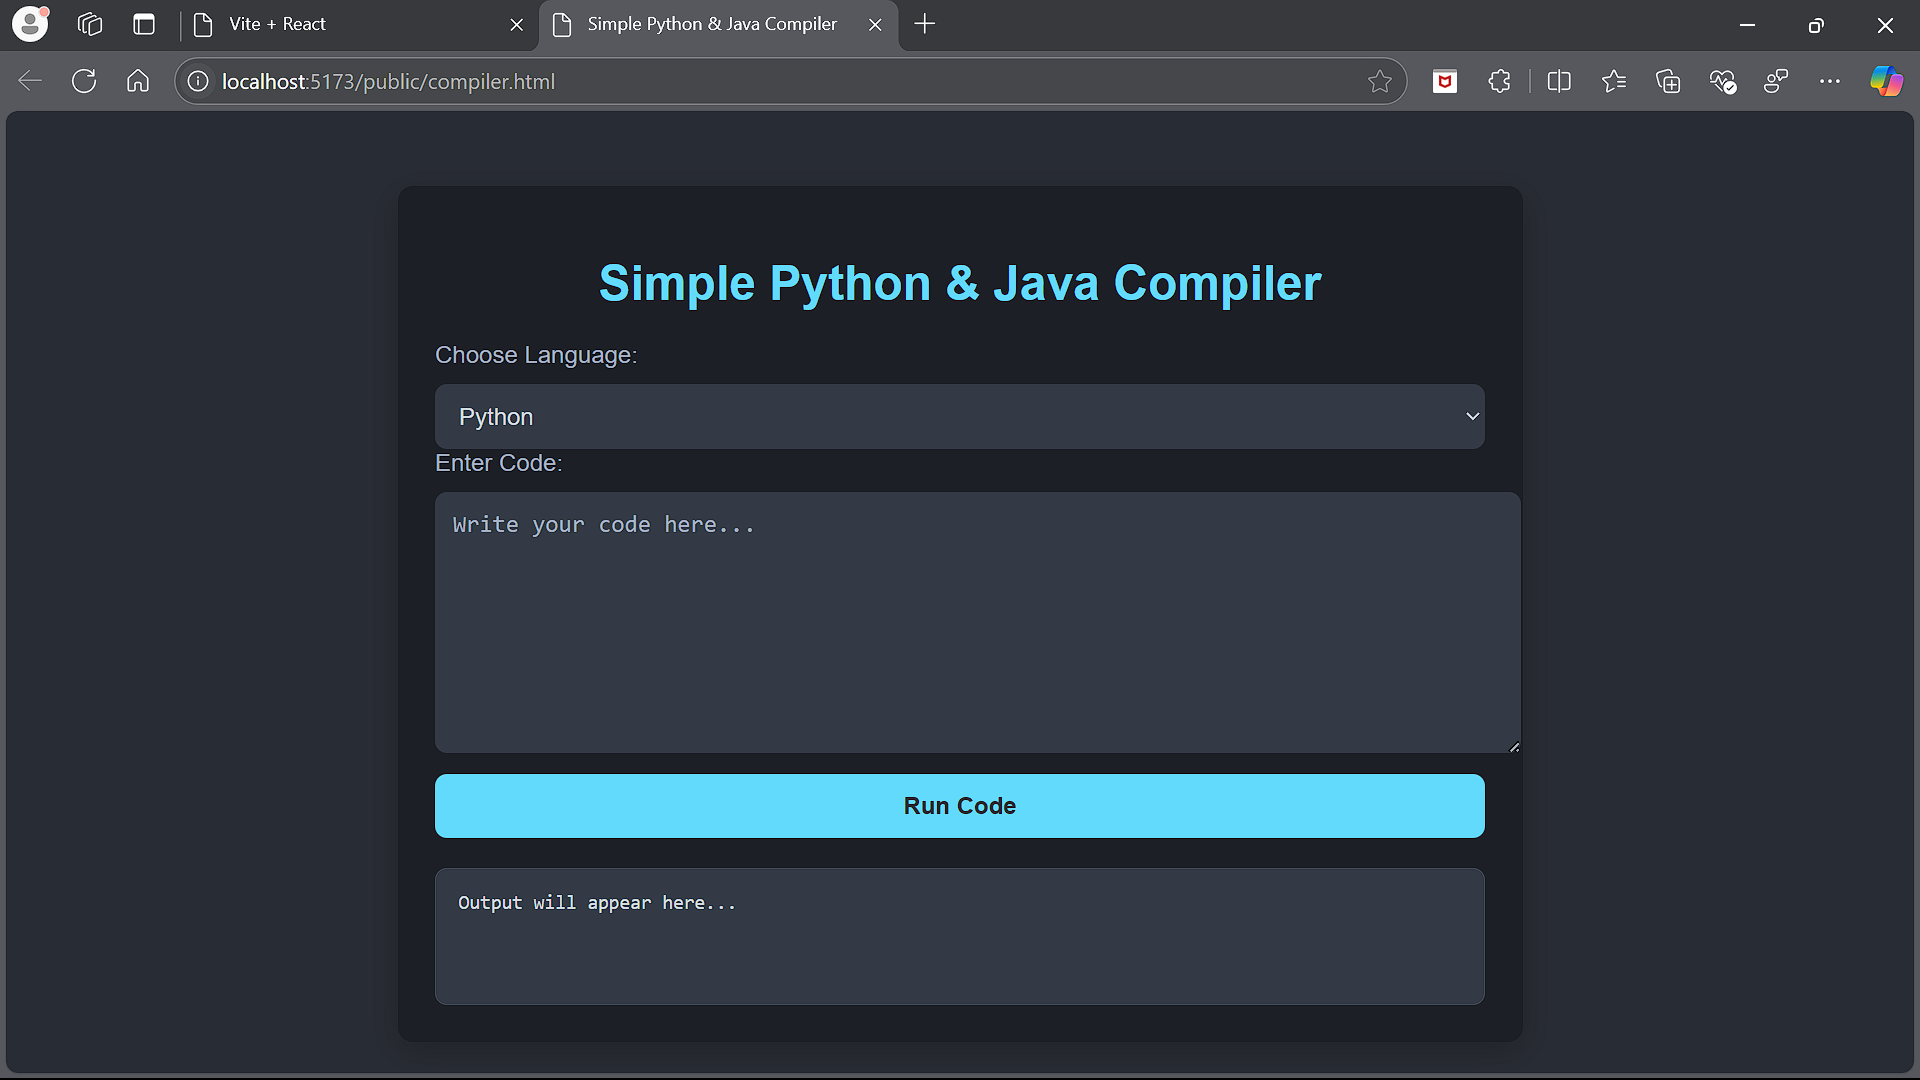 Vite + React
Simple Python & Java Compiler
localhost:5173/public/compiler.html
Simple Python & Java Compiler
Choose Language:
Python
Enter Code:
Write your code here...
Run Code
Output will appear here...